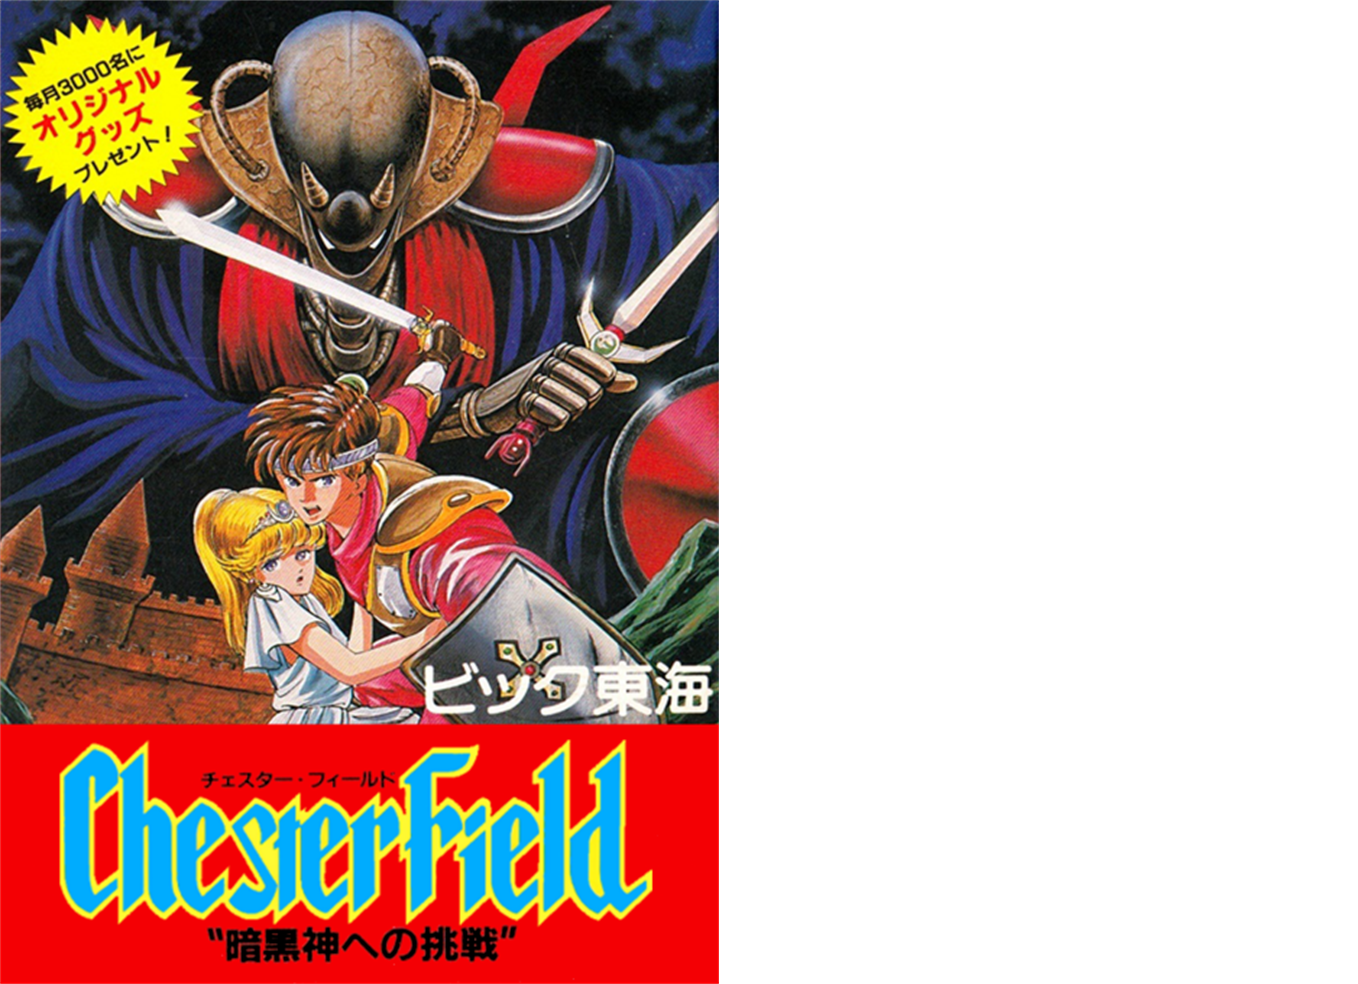 毎月3000名に
オリジナル
グッズ
プレゼント!
ビック東海
チェスター・フィールド
ChesterField
“暗黒神への挑戦”